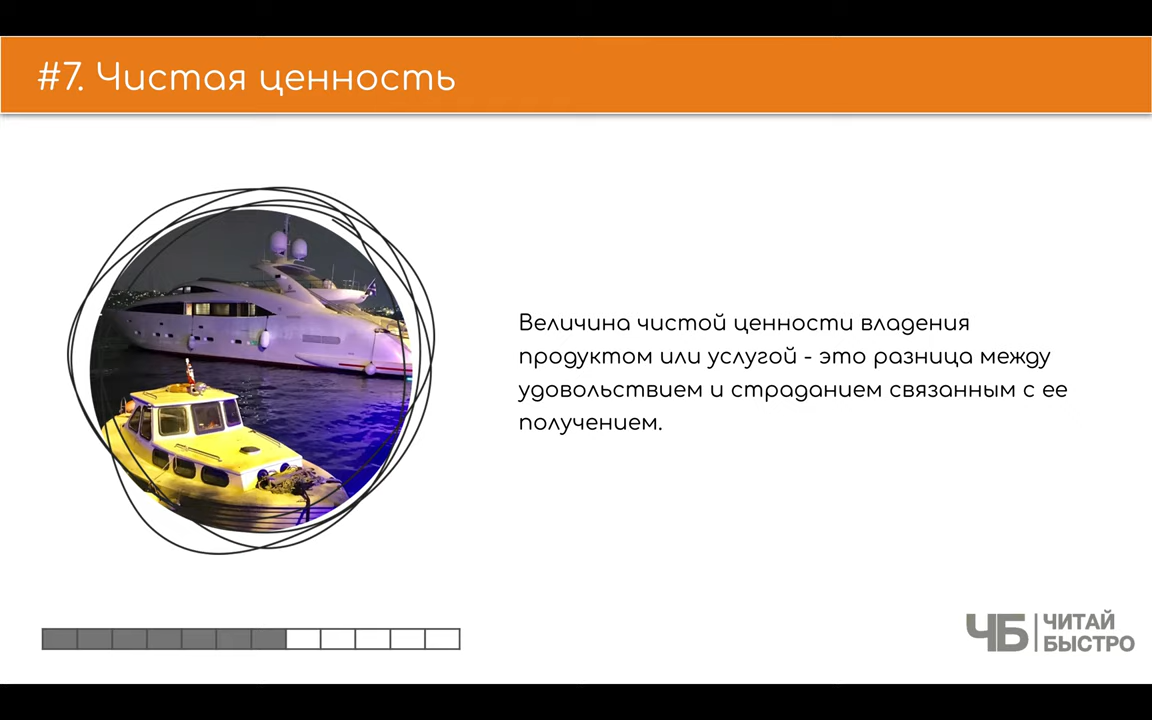 #7. Чистая ценность
Величина чистой ценности владения
продуктом или услугой - это разница между
удовольствием и страданием связанным с ее
получением.
ЧБ
ЧИТАЙ
БЫСТРО